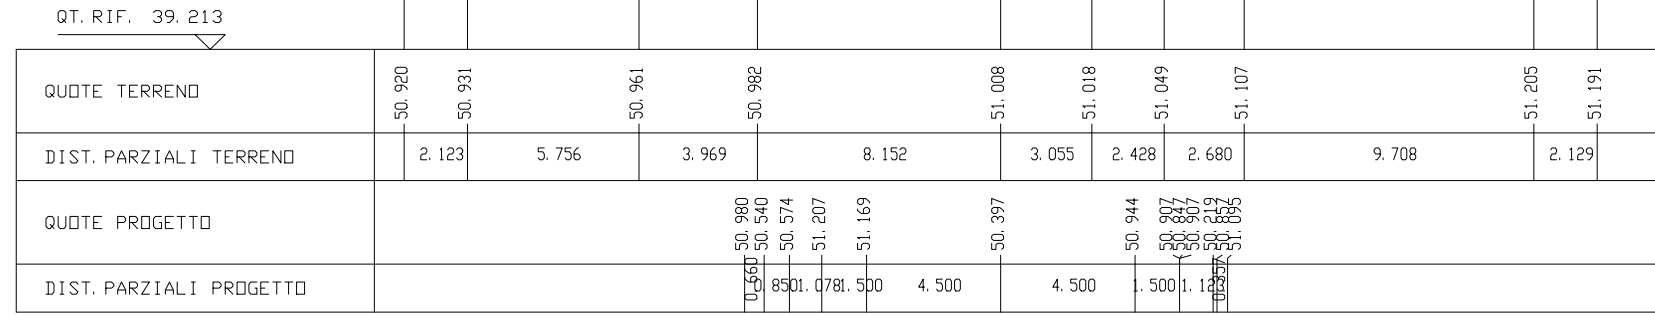 QT. RIF. 39. 213
QUOTE TERRENO 50. 920 50. 931 50. 961 50. 982 51. 008 51. 018 51. 049 51. 107 51. 205 51. 191
DIST. PARZIALI TERRENO 2. 123 5. 756 3. 969 8. 152 3. 055 2. 428 2. 680 9. 708 2. 129
QUOTE PROGETTO 50. 980 50. 540 50. 574 51. 207 51. 169 50. 397 50. 944 50. 907 50. 847 50. 907 50. 219 51. 095
DIST. PARZIALI PROGETTO 0. 660 0. 850 1. 078 1. 500 4. 500 4. 500 1. 500 1. 123